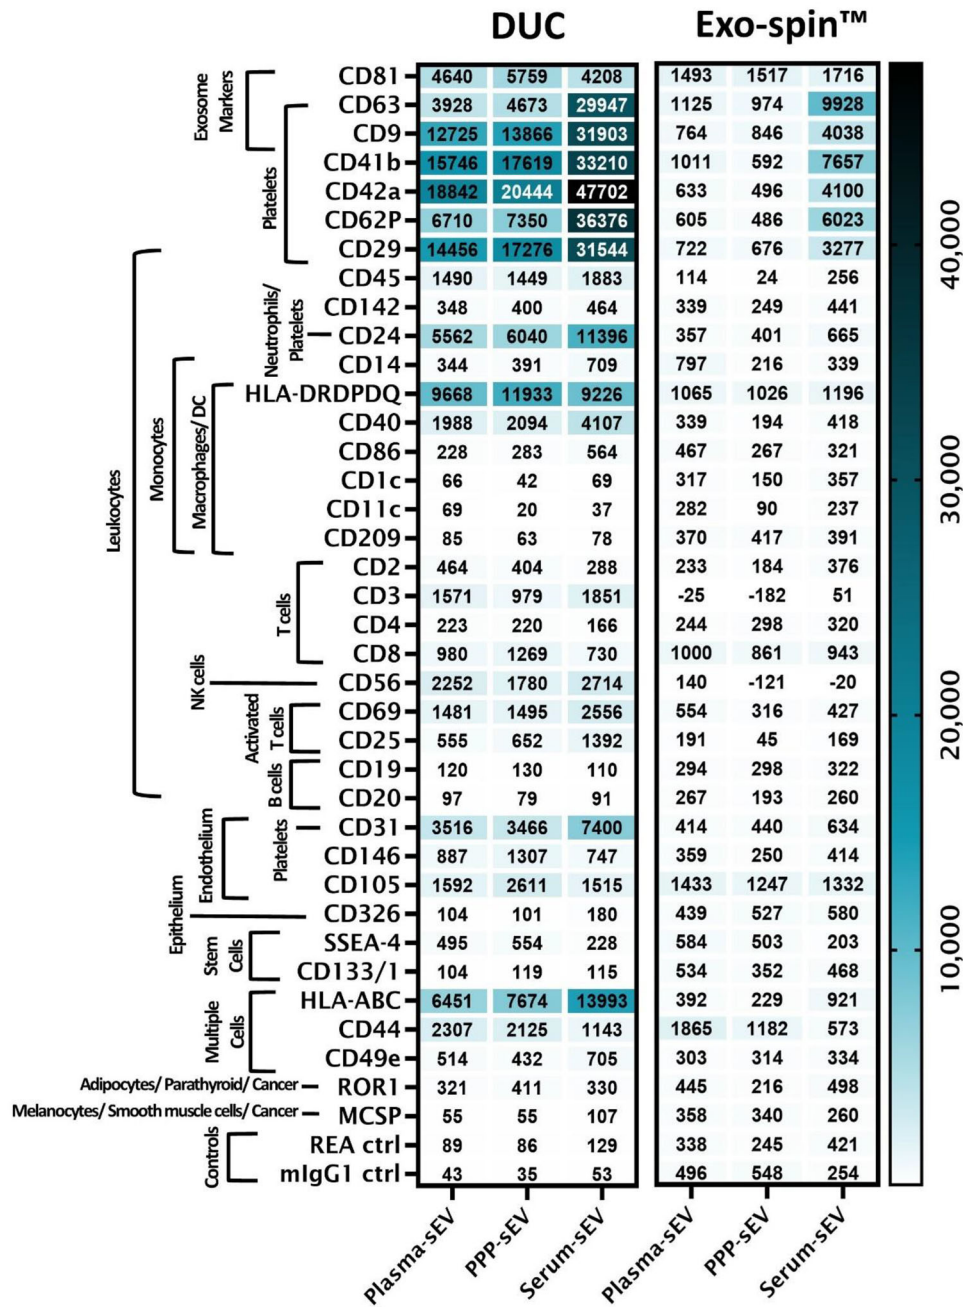 DUC Exo-spin™
Exosome Markers
Platelets
Leukocytes
Neutrophils/ Platelets
Monocytes
Macrophages/ DC
T cells
NK cells
Activated T cells
B cells
Endothelium
Platelets
Epithelium
Stem Cells
Multiple Cells
Adipocytes/ Parathyroid/ Cancer
Melanocytes/ Smooth muscle cells/ Cancer
Controls
CD81 4640 5759 4208 1493 1517 1716
CD63 3928 4673 29947 1125 974 9928
CD9 12725 13866 31903 764 846 4038
CD41b 15746 17619 33210 1011 592 7657
CD42a 18842 20444 47702 633 496 4100
CD62P 6710 7350 36376 605 486 6023
CD29 14456 17276 31544 722 676 3277
CD45 1490 1449 1883 114 24 256
CD142 348 400 464 339 249 441
CD24 5562 6040 11396 357 401 665
CD14 344 391 709 797 216 339
HLA-DRDPDQ 9668 11933 9226 1065 1026 1196
CD40 1988 2094 4107 339 194 418
CD86 228 283 564 467 267 321
CD1c 66 42 69 317 150 357
CD11c 69 20 37 282 90 237
CD209 85 63 78 370 417 391
CD2 464 404 288 233 184 376
CD3 1571 979 1851 -25 -182 51
CD4 223 220 166 244 298 320
CD8 980 1269 730 1000 861 943
CD56 2252 1780 2714 140 -121 -20
CD69 1481 1495 2556 554 316 427
CD25 555 652 1392 191 45 169
CD19 120 130 110 294 298 322
CD20 97 79 91 267 193 260
CD31 3516 3466 7400 414 440 634
CD146 887 1307 747 359 250 414
CD105 1592 2611 1515 1433 1247 1332
CD326 104 101 180 439 527 580
SSEA-4 495 554 228 584 503 203
CD133/1 104 119 115 534 352 468
HLA-ABC 6451 7674 13993 392 229 921
CD44 2307 2125 1143 1865 1182 573
CD49e 514 432 705 303 314 334
ROR1 321 411 330 445 216 498
MCSP 55 55 107 358 340 260
REA ctrl 89 86 129 338 245 421
mIgG1 ctrl 43 35 53 496 548 254
Plasma-sEV PPP-sEV Serum-sEV Plasma-sEV PPP-sEV Serum-sEV
40,000
30,000
20,000
10,000